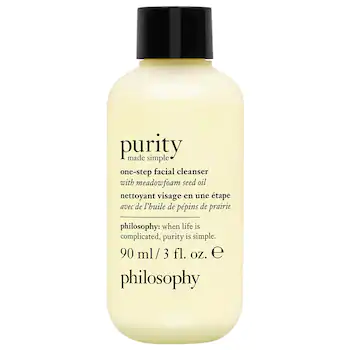 purity
made simple
one-step facial cleanser
with meadowfoam seed oil
nettoyant visage en une étape
avec de l'huile de pépins de prairie
philosophy: when life is
complicated, purity is simple.
90 ml/3 fl. oz. ℮
philosophy